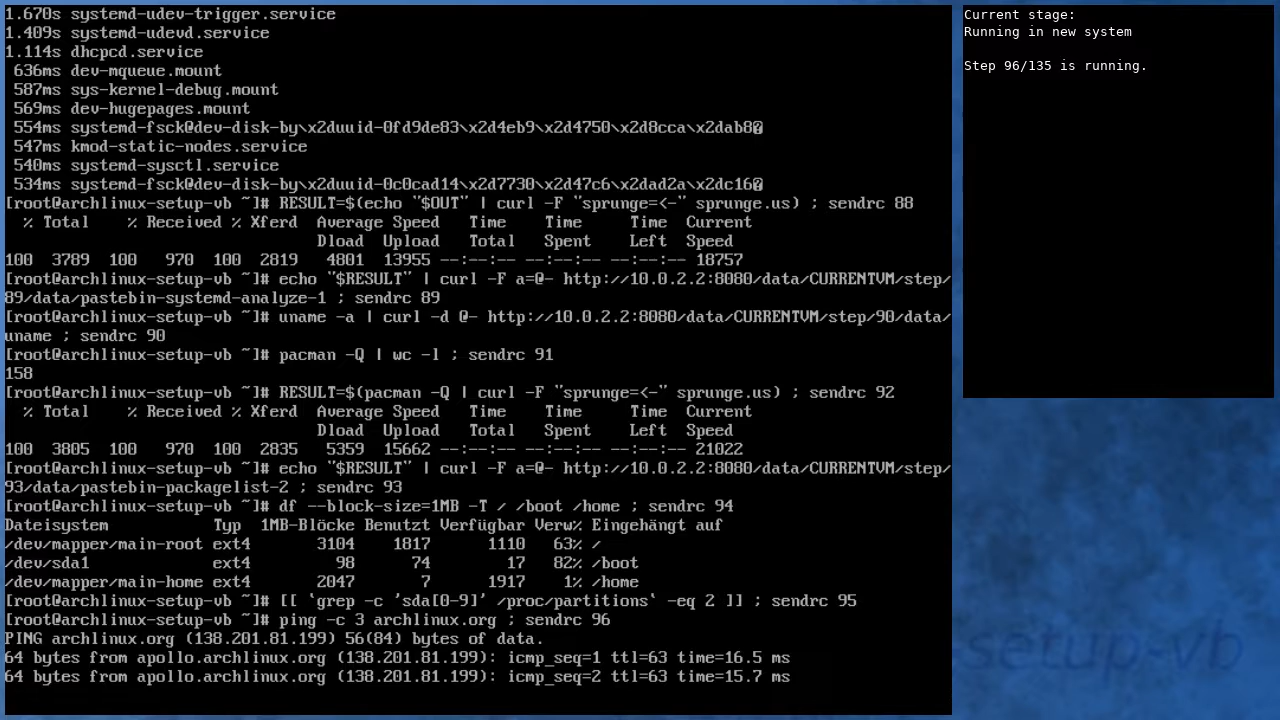 1.670s systemd-udev-trigger.service
1.409s systemd-udevd.service
1.114s dhcpcd.service
 636ms dev-mqueue.mount
 587ms sys-kernel-debug.mount
 569ms dev-hugepages.mount
 554ms systemd-fsck@dev-disk-by\x2duuid-0fd9de83\x2d4eb9\x2d4750\x2d8cca\x2dab8�
 547ms kmod-static-nodes.service
 540ms systemd-sysctl.service
 534ms systemd-fsck@dev-disk-by\x2duuid-0c0cad14\x2d7730\x2d47c6\x2dad2a\x2dc16�
[root@archlinux-setup-vb ~]# RESULT=$(echo "$OUT" | curl -F "sprunge=<-" sprunge.us) ; sendrc 88
  % Total    % Received % Xferd  Average Speed   Time    Time     Time  Current
                                 Dload  Upload   Total   Spent    Left  Speed
100  3789  100   970  100  2819   4801  13955 --:--:-- --:--:-- --:--:-- 18757
[root@archlinux-setup-vb ~]# echo "$RESULT" | curl -F a=@- http://10.0.2.2:8080/data/CURRENTVM/step/
89/data/pastebin-systemd-analyze-1 ; sendrc 89
[root@archlinux-setup-vb ~]# uname -a | curl -d @- http://10.0.2.2:8080/data/CURRENTVM/step/90/data/
uname ; sendrc 90
[root@archlinux-setup-vb ~]# pacman -Q | wc -l ; sendrc 91
158
[root@archlinux-setup-vb ~]# RESULT=$(pacman -Q | curl -F "sprunge=<-" sprunge.us) ; sendrc 92
  % Total    % Received % Xferd  Average Speed   Time    Time     Time  Current
                                 Dload  Upload   Total   Spent    Left  Speed
100  3805  100   970  100  2835   5359  15662 --:--:-- --:--:-- --:--:-- 21022
[root@archlinux-setup-vb ~]# echo "$RESULT" | curl -F a=@- http://10.0.2.2:8080/data/CURRENTVM/step/
93/data/pastebin-packagelist-2 ; sendrc 93
[root@archlinux-setup-vb ~]# df --block-size=1MB -T / /boot /home ; sendrc 94
Dateisystem           Typ  1MB-Blöcke Benutzt Verfügbar Verw% Eingehängt auf
/dev/mapper/main-root ext4       3104    1817      1110   63% /
/dev/sda1             ext4         98      74        17   82% /boot
/dev/mapper/main-home ext4       2047       7      1917    1% /home
[root@archlinux-setup-vb ~]# [[ `grep -c 'sda[0-9]' /proc/partitions` -eq 2 ]] ; sendrc 95
[root@archlinux-setup-vb ~]# ping -c 3 archlinux.org ; sendrc 96
PING archlinux.org (138.201.81.199) 56(84) bytes of data.
64 bytes from apollo.archlinux.org (138.201.81.199): icmp_seq=1 ttl=63 time=16.5 ms
64 bytes from apollo.archlinux.org (138.201.81.199): icmp_seq=2 ttl=63 time=15.7 ms
Current stage:
Running in new system
Step 96/135 is running.
setup-vb